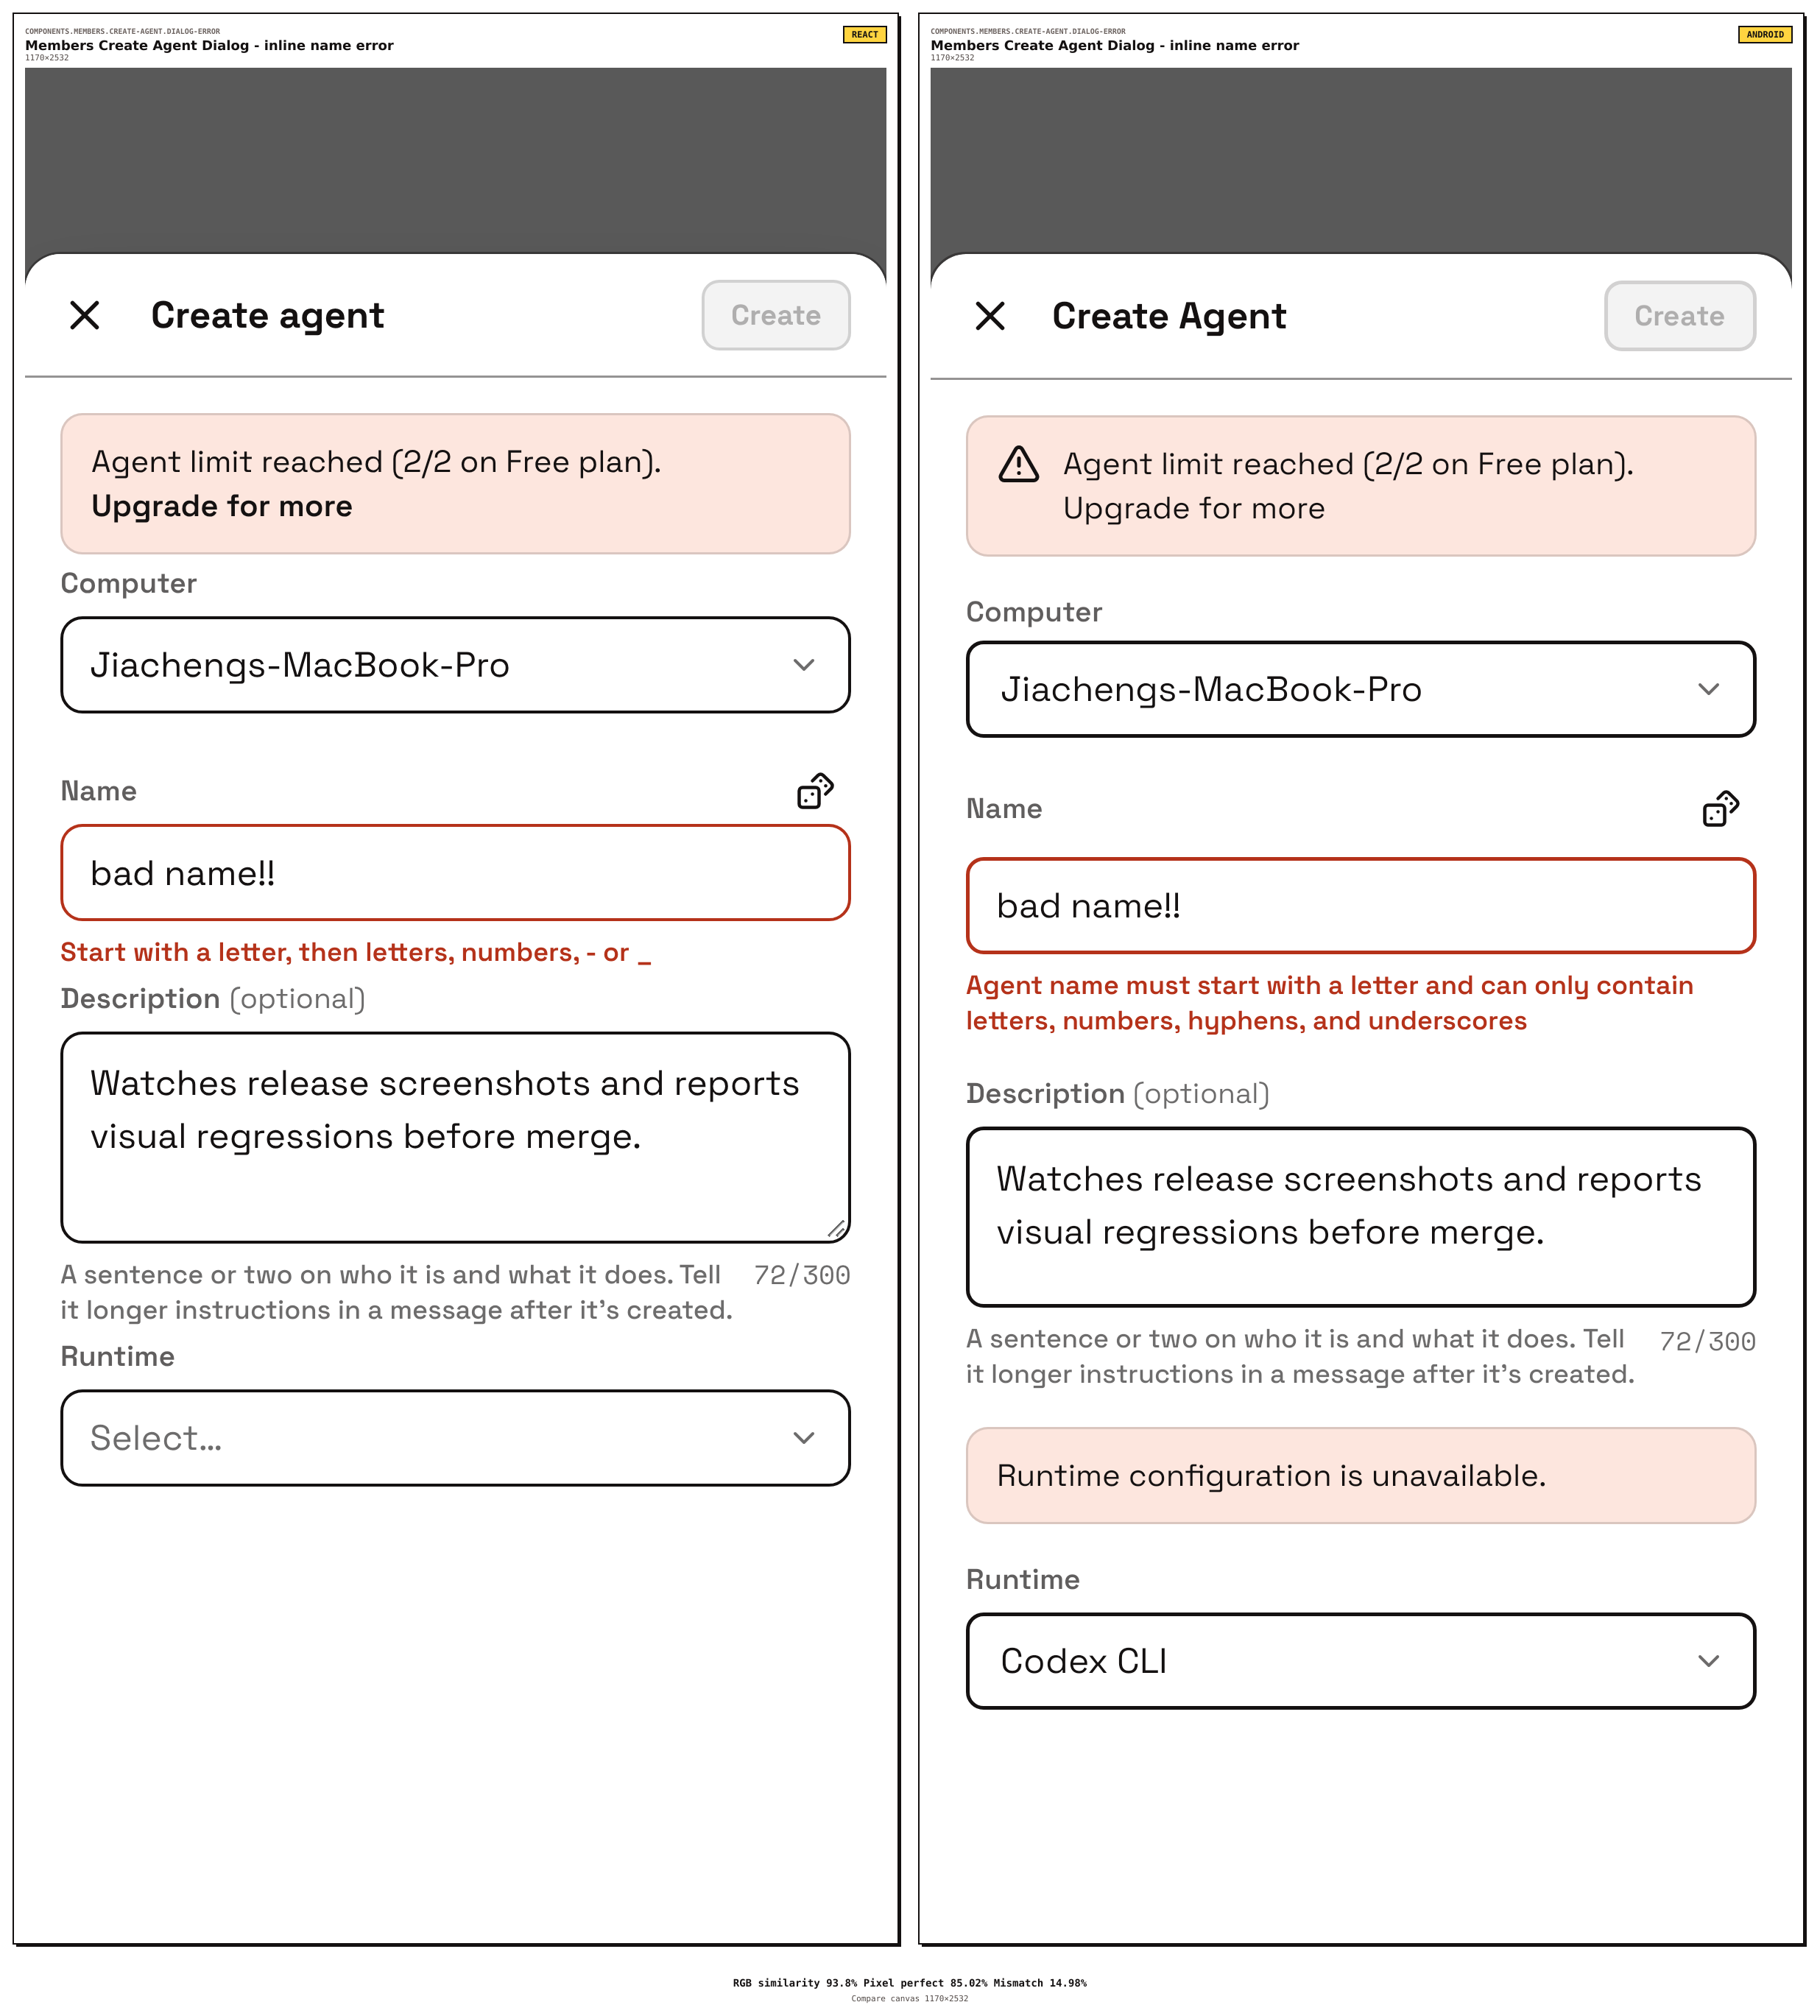 COMPONENTS.MEMBERS.CREATE-AGENT.DIALOG-ERROR
Members Create Agent Dialog - inline name error
1170×2532
REACT
Create agent
Create
Agent limit reached (2/2 on Free plan).
Upgrade for more
Computer
Jiachengs-MacBook-Pro
Name
bad name!!
Start with a letter, then letters, numbers, - or _
Description (optional)
Watches release screenshots and reports
visual regressions before merge.
A sentence or two on who it is and what it does. Tell
it longer instructions in a message after it’s created.
72/300
Runtime
Select…
COMPONENTS.MEMBERS.CREATE-AGENT.DIALOG-ERROR
Members Create Agent Dialog - inline name error
1170×2532
ANDROID
Create Agent
Create
Agent limit reached (2/2 on Free plan).
Upgrade for more
Computer
Jiachengs-MacBook-Pro
Name
bad name!!
Agent name must start with a letter and can only contain
letters, numbers, hyphens, and underscores
Description (optional)
Watches release screenshots and reports
visual regressions before merge.
A sentence or two on who it is and what it does. Tell
it longer instructions in a message after it’s created.
72/300
Runtime configuration is unavailable.
Runtime
Codex CLI
RGB similarity 93.8% Pixel perfect 85.02% Mismatch 14.98%
Compare canvas 1170×2532